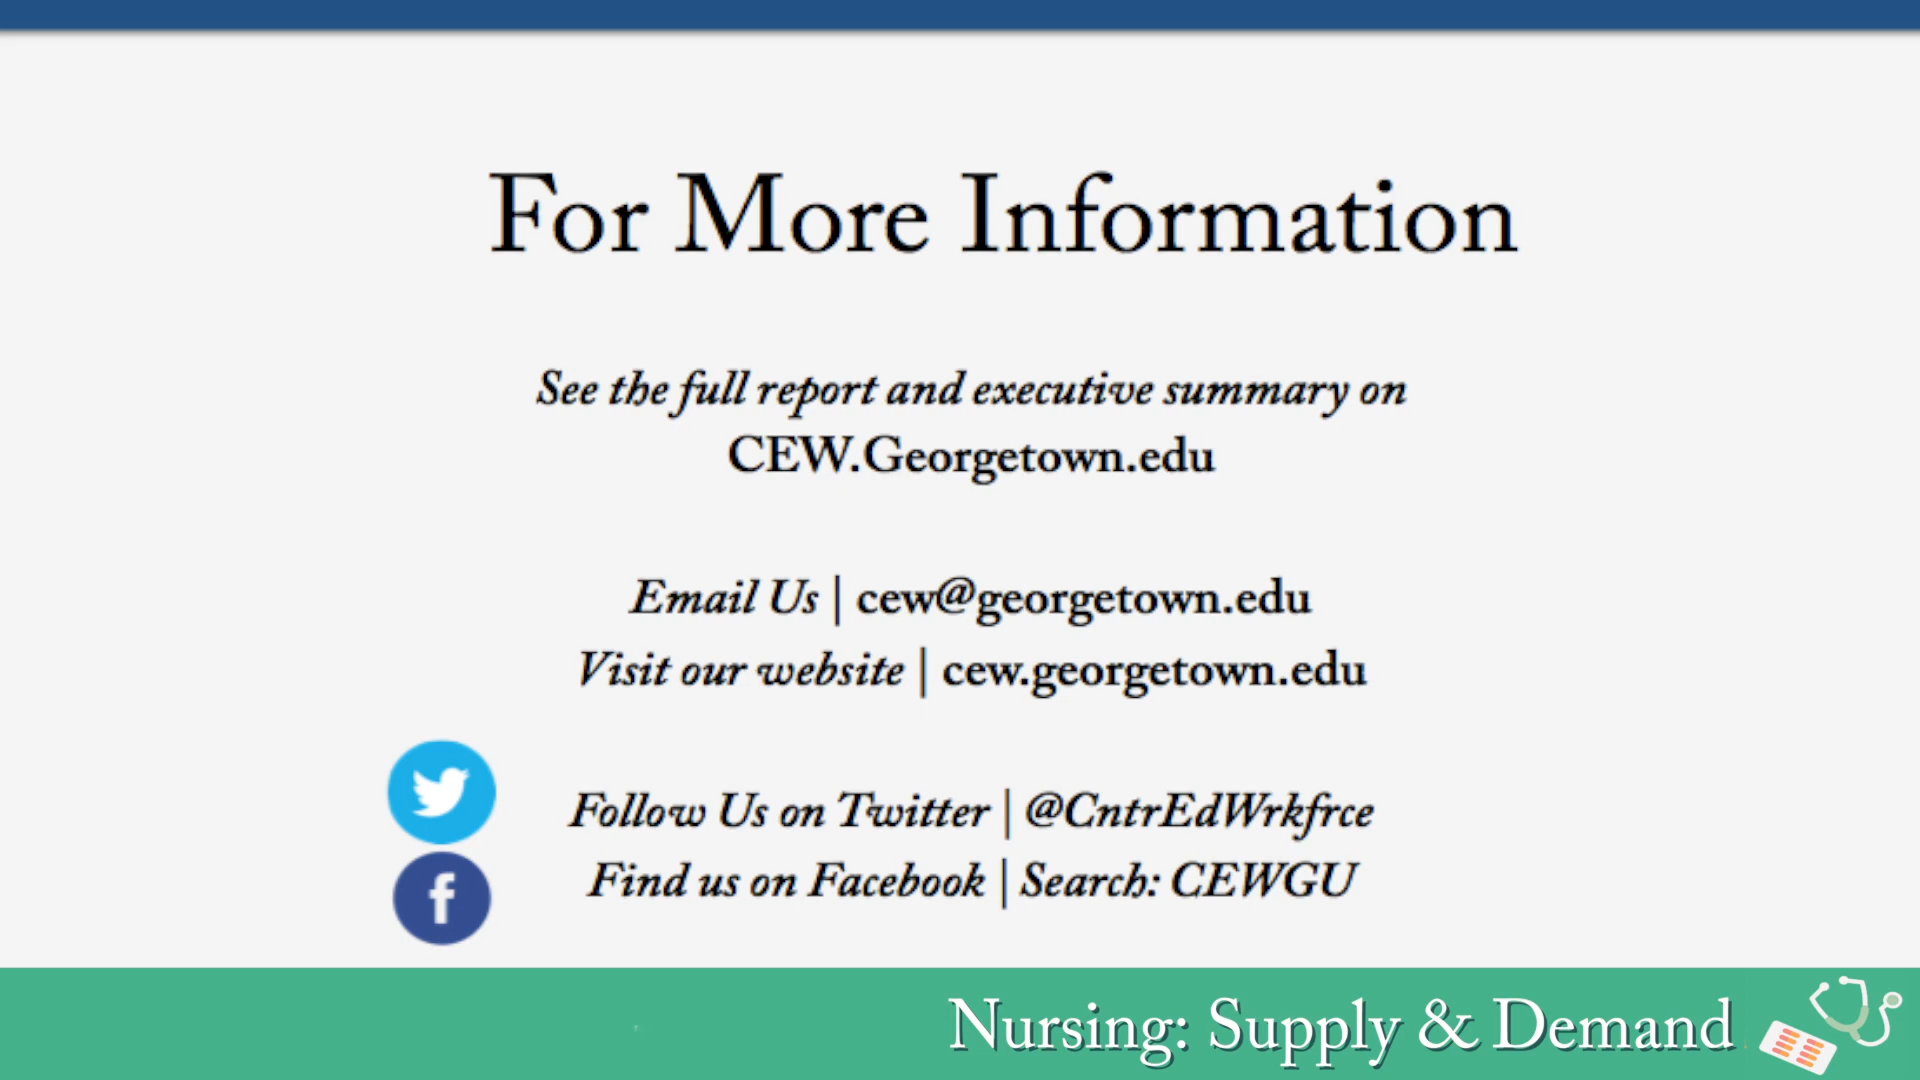 For More Information
See the full report and executive summary on
CEW.Georgetown.edu
Email Us | cew@georgetown.edu
Visit our website | cew.georgetown.edu
Follow Us on Twitter | @CntrEdWrkfrce
Find us on Facebook | Search: CEWGU
Nursing: Supply & Demand